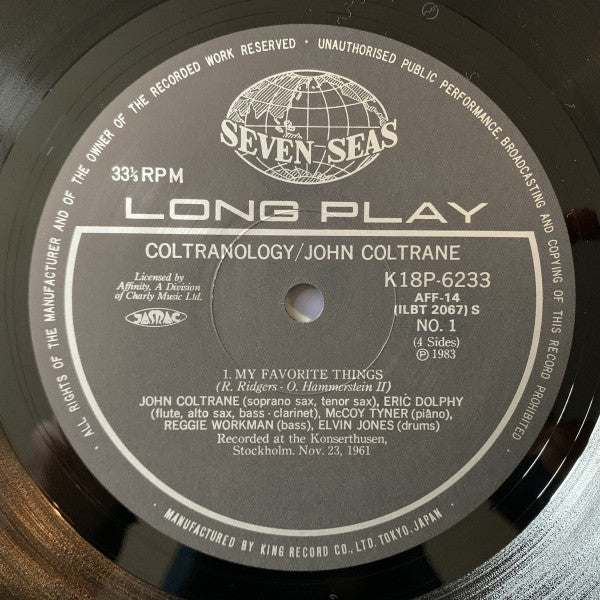 ALL RIGHTS OF THE MANUFACTURER AND OF THE OWNER OF THE RECORDED WORK RESERVED · UNAUTHORISED PUBLIC PERFORMANCE, BROADCASTING AND COPYING OF THIS RECORD PROHIBITED ·
SEVEN SEAS
33⅓ RPM
LONG PLAY
COLTRANOLOGY/JOHN COLTRANE
Licensed by
Affinity, A Division
of Charly Music Ltd.
JASRAC
K18P-6233
AFF-14
(ILBT 2067) S
NO. 1
(4 Sides)
Ⓟ 1983
1. MY FAVORITE THINGS
(R. Ridgers - O. Hammerstein II)
JOHN COLTRANE (soprano sax, tenor sax), ERIC DOLPHY
(flute, alto sax, bass-clarinet), McCOY TYNER (piano),
REGGIE WORKMAN (bass), ELVIN JONES (drums)
Recorded at the Konserthusen,
Stockholm. Nov. 23, 1961
· MANUFACTURED BY KING RECORD CO., LTD. TOKYO, JAPAN ·